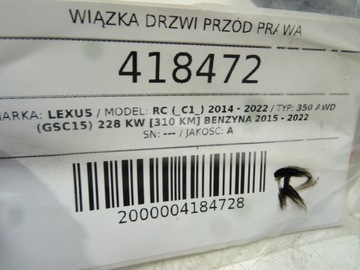 WIĄZKA DRZWI PRZÓD PRAWA
418472
MARKA: LEXUS / MODEL: RC (_C1_) 2014 - 2022 / TYP: 350 AWD
(GSC15) 228 KW [310 KM] BENZYNA 2015 - 2022
SN: --- / JAKOŚĆ: A
2000004184728
R